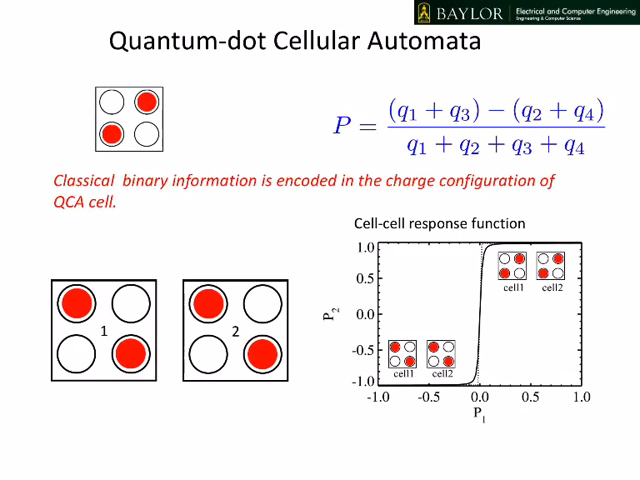 BAYLOR
Electrical and Computer Engineering
Engineering & Computer Science
Quantum-dot Cellular Automata
P = (q1 + q3) − (q2 + q4) / q1 + q2 + q3 + q4
Classical binary information is encoded in the charge configuration of
QCA cell.
Cell-cell response function
1
2
1.0
0.5
0.0
-0.5
-1.0
P2
cell1 cell2
cell1 cell2
-1.0 -0.5 0.0 0.5 1.0
P1